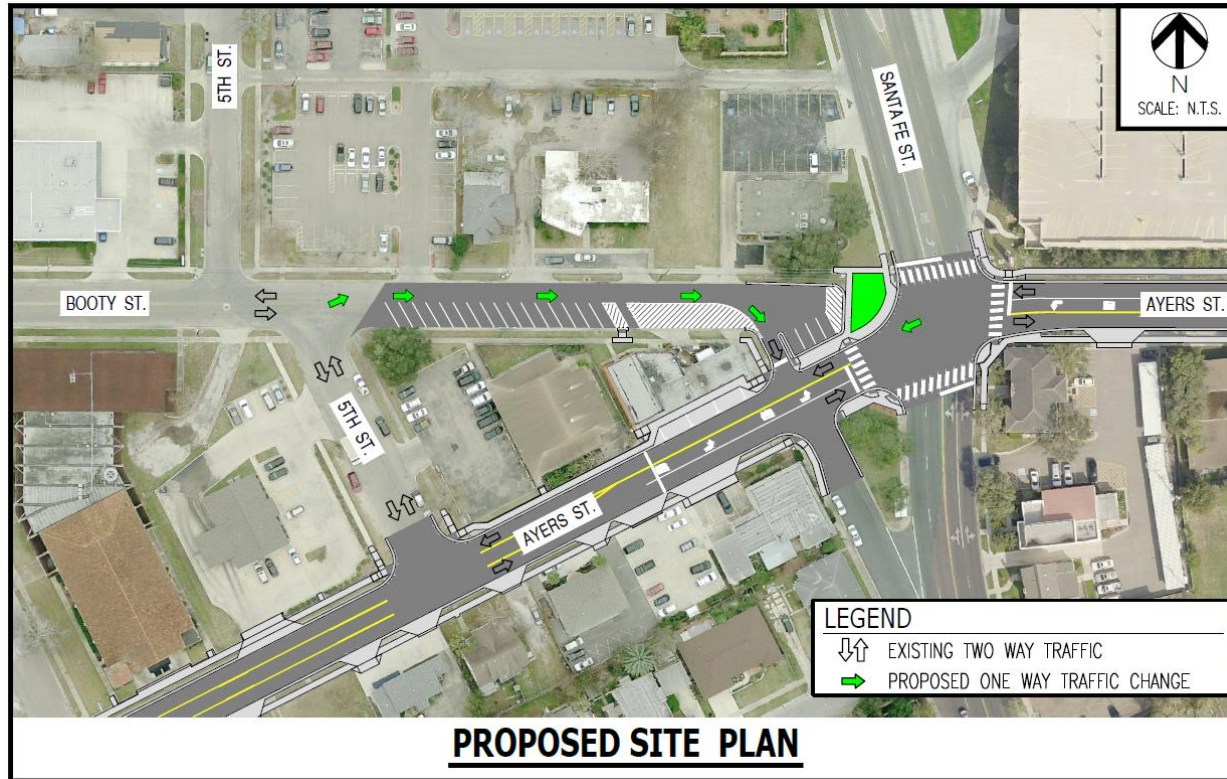 5TH ST.
SANTA FE ST.
N
SCALE: N.T.S.
BOOTY ST.
AYERS ST.
5TH ST.
AYERS ST.
LEGEND
EXISTING TWO WAY TRAFFIC
PROPOSED ONE WAY TRAFFIC CHANGE
PROPOSED SITE PLAN